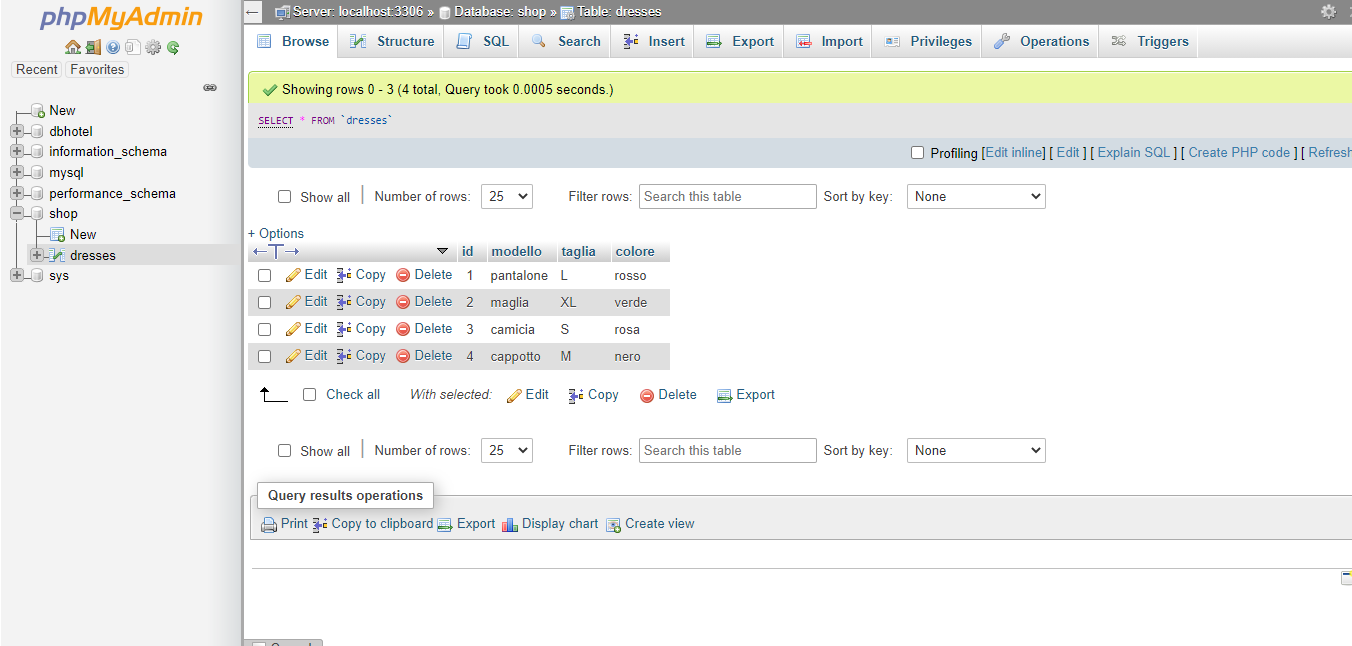 phpMyAdmin
Recent Favorites
New
dbhotel
information_schema
mysql
performance_schema
shop
New
dresses
sys
Server: localhost:3306 » Database: shop » Table: dresses
Browse Structure SQL Search Insert Export Import Privileges Operations Triggers
Showing rows 0 - 3 (4 total, Query took 0.0005 seconds.)
SELECT * FROM `dresses`
Profiling [Edit inline] [ Edit ] [ Explain SQL ] [ Create PHP code ] [ Refresh
Show all | Number of rows: 25 Filter rows: Search this table Sort by key: None
+ Options
←T→ id modello taglia colore
Edit Copy Delete 1 pantalone L rosso
Edit Copy Delete 2 maglia XL verde
Edit Copy Delete 3 camicia S rosa
Edit Copy Delete 4 cappotto M nero
Check all With selected: Edit Copy Delete Export
Show all | Number of rows: 25 Filter rows: Search this table Sort by key: None
Query results operations
Print Copy to clipboard Export Display chart Create view